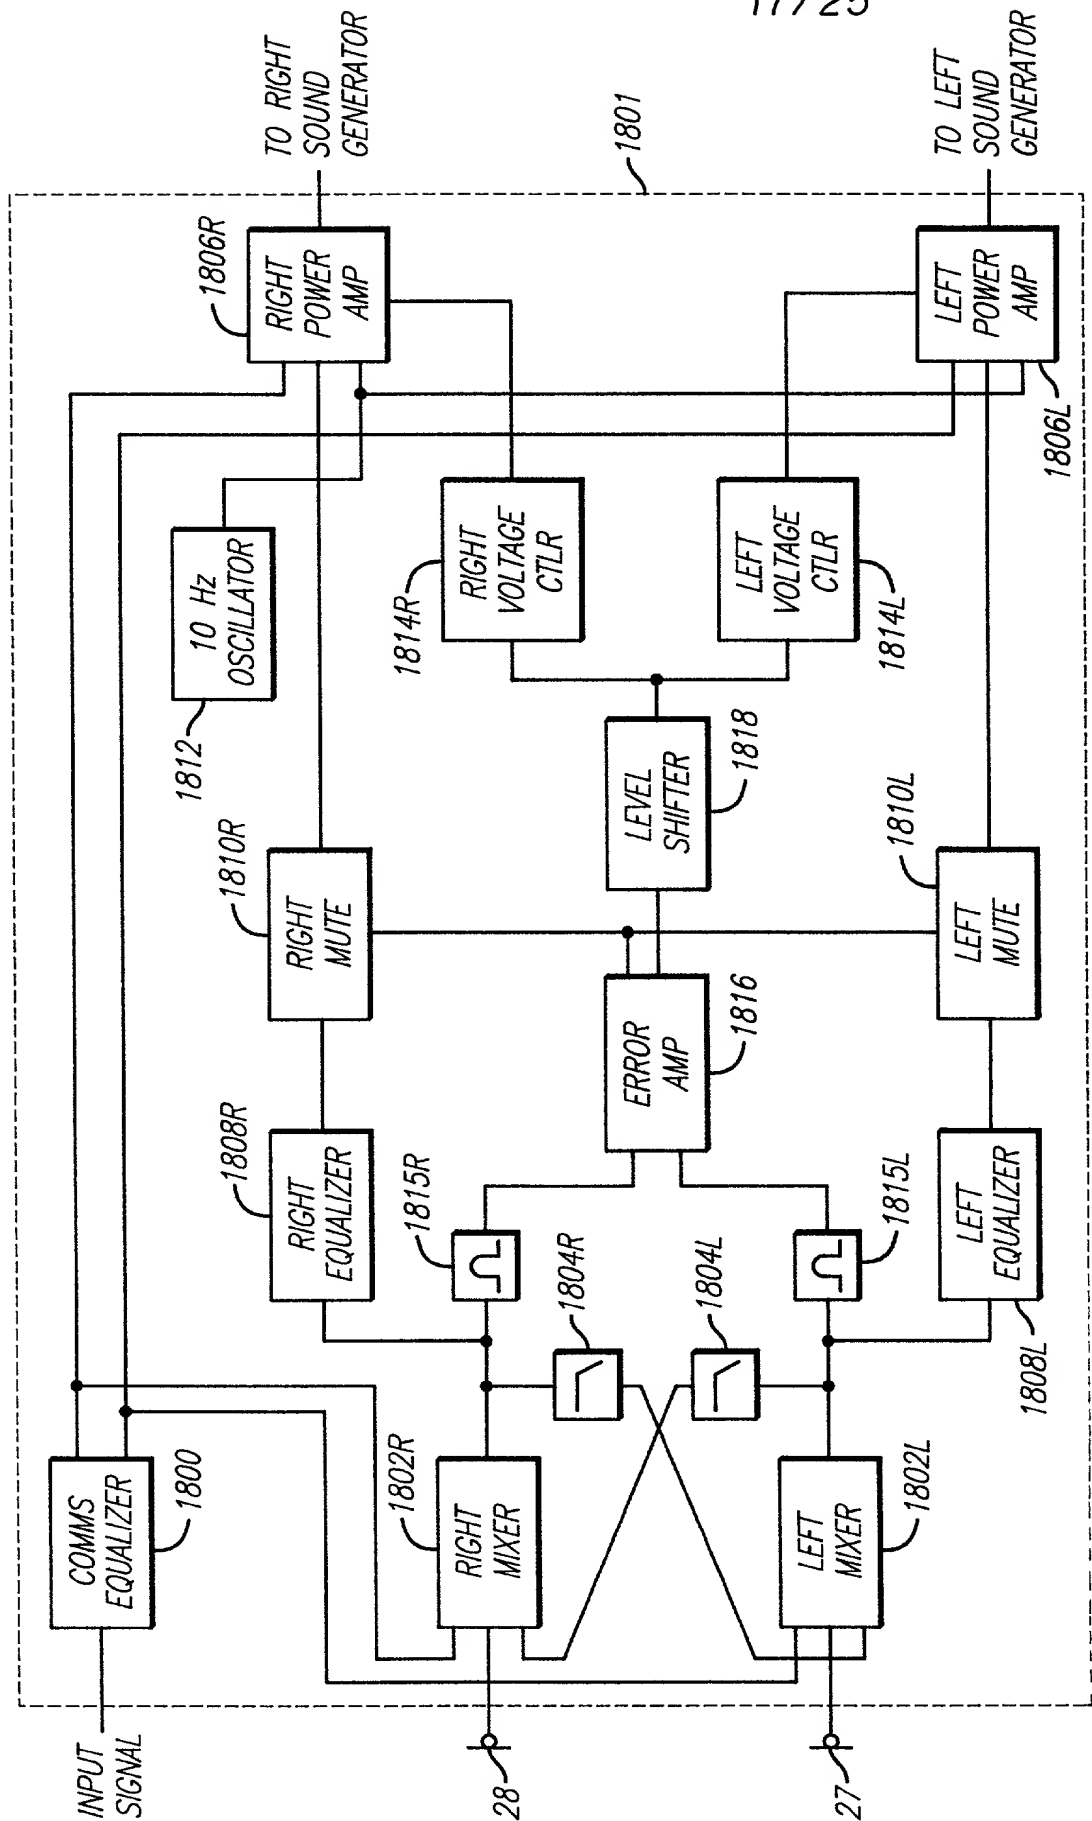 17/25
INPUT
SIGNAL
COMMS
EQUALIZER
1800
28
27
RIGHT
MIXER
1802R
LEFT
MIXER
1802L
1804R
1804L
1815R
1815L
RIGHT
EQUALIZER
1808R
LEFT
EQUALIZER
1808L
ERROR
AMP
1816
RIGHT
MUTE
1810R
LEFT
MUTE
1810L
LEVEL
SHIFTER
1818
10 Hz
OSCILLATOR
1812
RIGHT
VOLTAGE
CTLR
1814R
LEFT
VOLTAGE
CTLR
1814L
RIGHT
POWER
AMP
1806R
LEFT
POWER
AMP
1806L
1801
TO RIGHT
SOUND
GENERATOR
TO LEFT
SOUND
GENERATOR